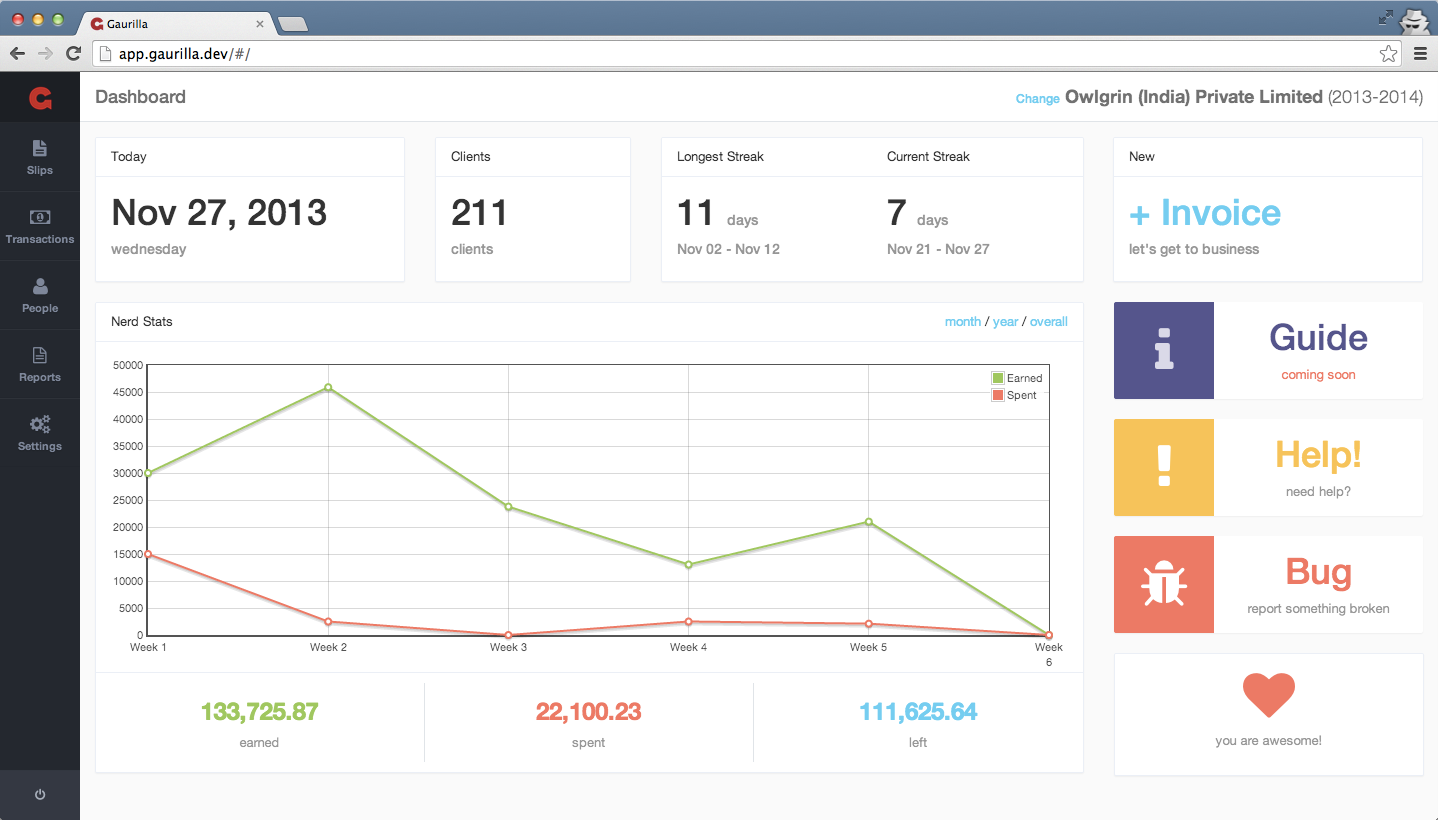 Gaurilla
app.gaurilla.dev/#/
Dashboard
Change Owlgrin (India) Private Limited (2013-2014)
Slips
Transactions
People
Reports
Settings
Today
Nov 27, 2013
wednesday
Clients
211
clients
Longest Streak
11 days
Nov 02 - Nov 12
Current Streak
7 days
Nov 21 - Nov 27
New
+ Invoice
let's get to business
Nerd Stats
month / year / overall
50000
45000
40000
35000
30000
25000
20000
15000
10000
5000
0
Earned
Spent
Week 1
Week 2
Week 3
Week 4
Week 5
Week
6
133,725.87
earned
22,100.23
spent
111,625.64
left
Guide
coming soon
Help!
need help?
Bug
report something broken
you are awesome!